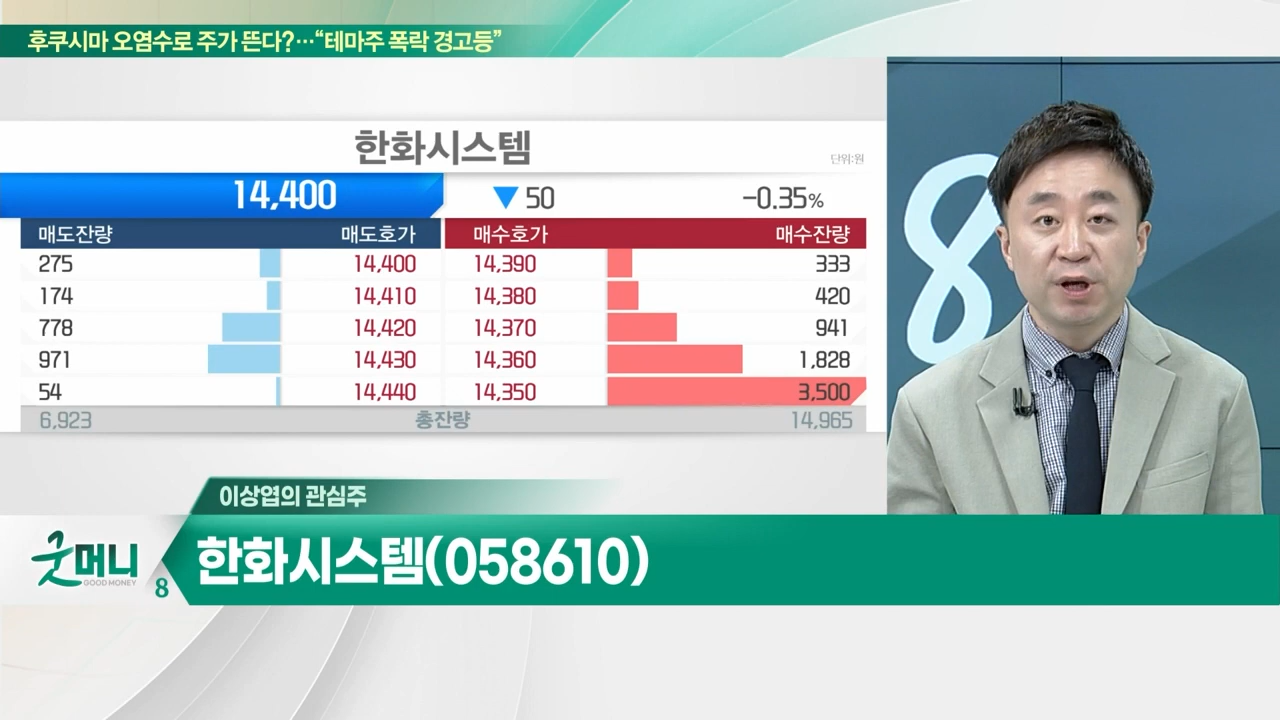 후쿠시마 오염수로 주가 뜬다?…“테마주 폭락 경고등”
한화시스템
단위:원
14,400 ▼ 50 -0.35%
매도잔량 매도호가 매수호가 매수잔량
275 14,400 14,390 333
174 14,410 14,380 420
778 14,420 14,370 941
971 14,430 14,360 1,828
54 14,440 14,350 3,500
6,923 총잔량 14,965
8
이상엽의 관심주
굿머니
GOOD MONEY
8
한화시스템(058610)